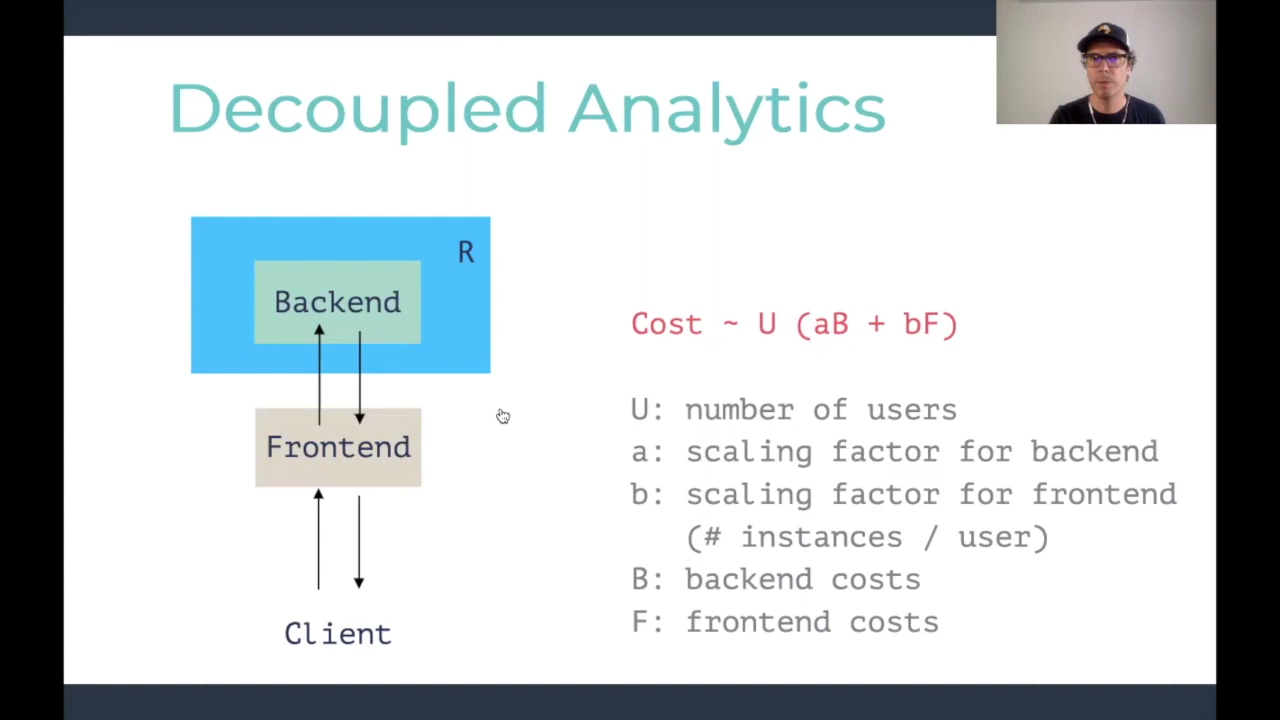 Decoupled Analytics
R
Backend
Frontend
Client
Cost ~ U (aB + bF)
U: number of users
a: scaling factor for backend
b: scaling factor for frontend
(# instances / user)
B: backend costs
F: frontend costs